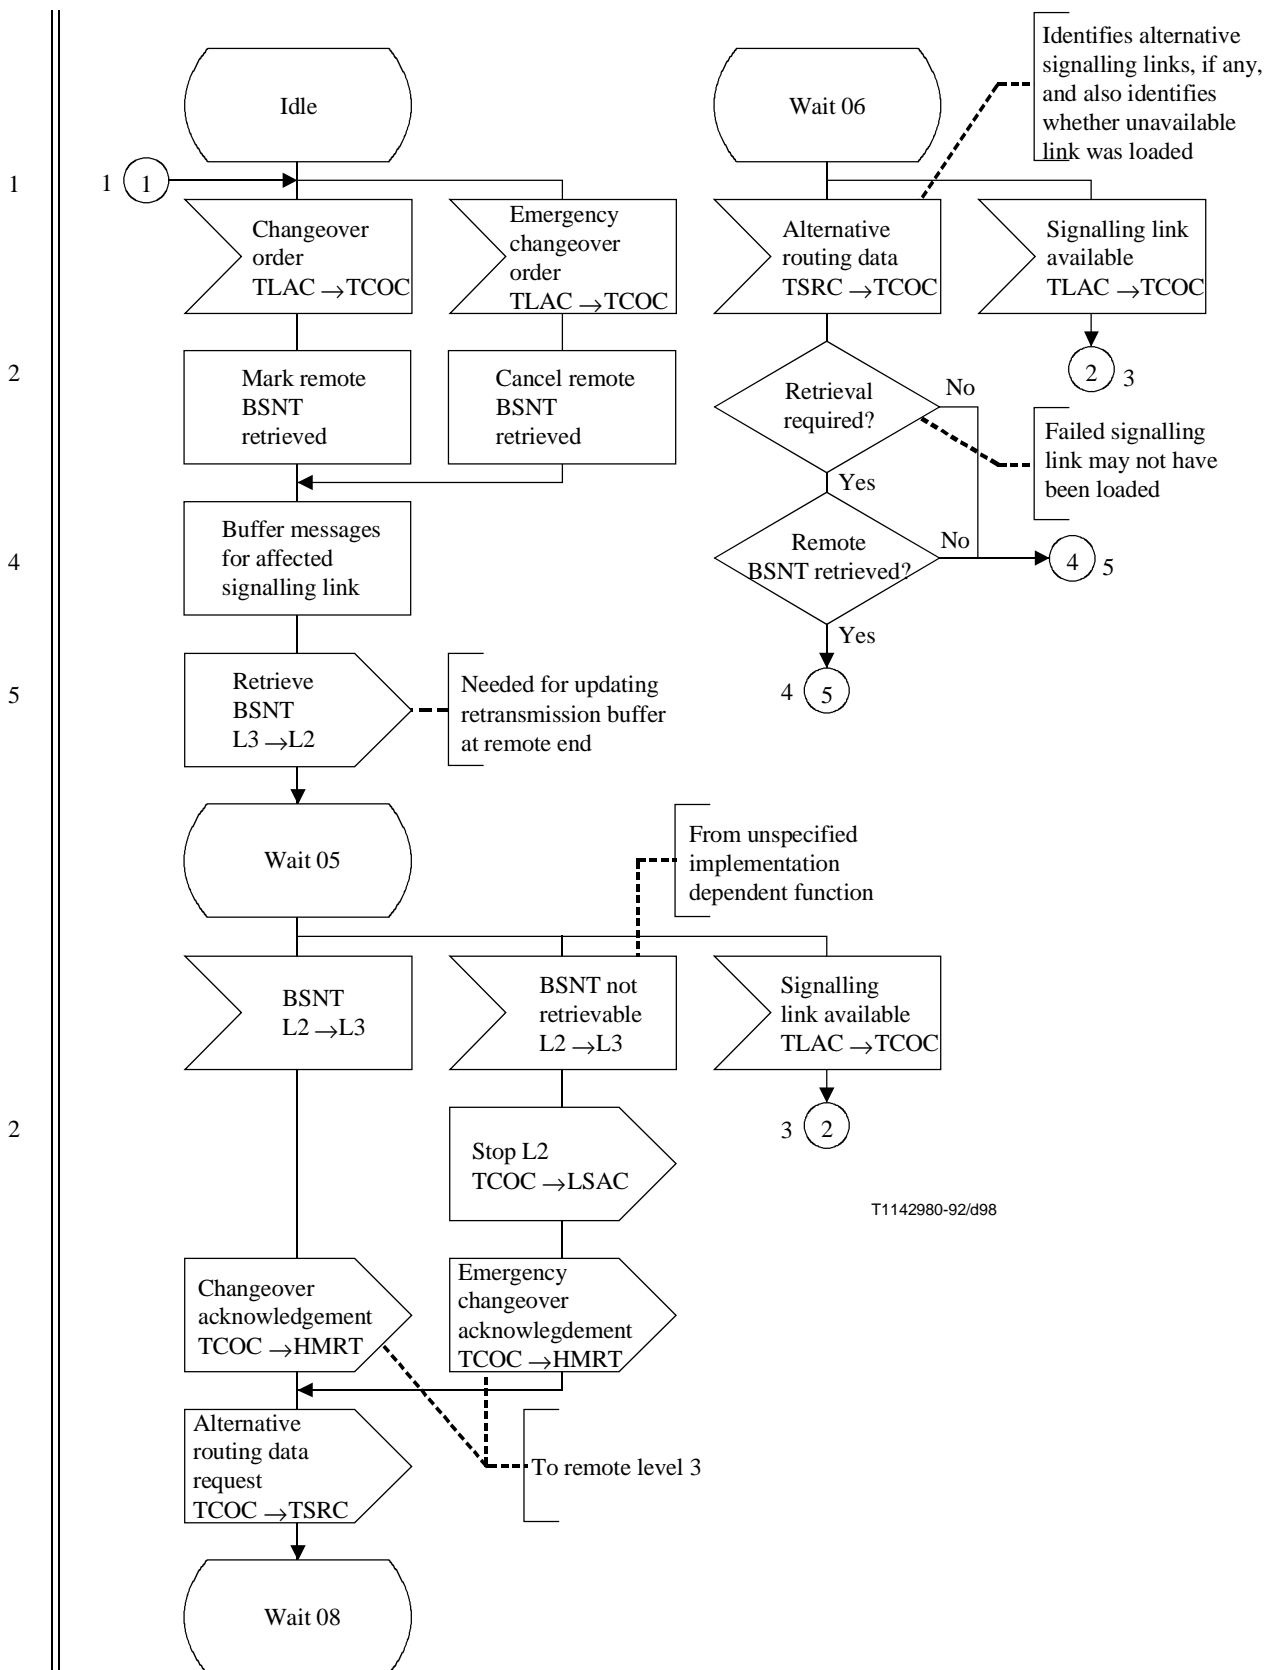 Idle
1
1
1
Changeover
order
TLAC → TCOC
Emergency
changeover
order
TLAC → TCOC
2
Mark remote
BSNT
retrieved
Cancel remote
BSNT
retrieved
4
Buffer messages
for affected
signalling link
5
Retrieve
BSNT
L3 → L2
Needed for updating
retransmission buffer
at remote end
Wait 05
From unspecified
implementation
dependent function
BSNT
L2 → L3
BSNT not
retrievable
L2 → L3
Signalling
link available
TLAC → TCOC
2
3
2
Stop L2
TCOC → LSAC
Changeover
acknowledgement
TCOC → HMRT
Emergency
changeover
acknowlegdement
TCOC → HMRT
Alternative
routing data
request
TCOC → TSRC
To remote level 3
Wait 08
Wait 06
Identifies alternative
signalling links, if any,
and also identifies
whether unavailable
link was loaded
Alternative
routing data
TSRC → TCOC
Signalling link
available
TLAC → TCOC
2
3
Retrieval
required?
No
Yes
Failed signalling
link may not have
been loaded
Remote
BSNT retrieved?
No
4
5
Yes
4
5
T1142980-92/d98